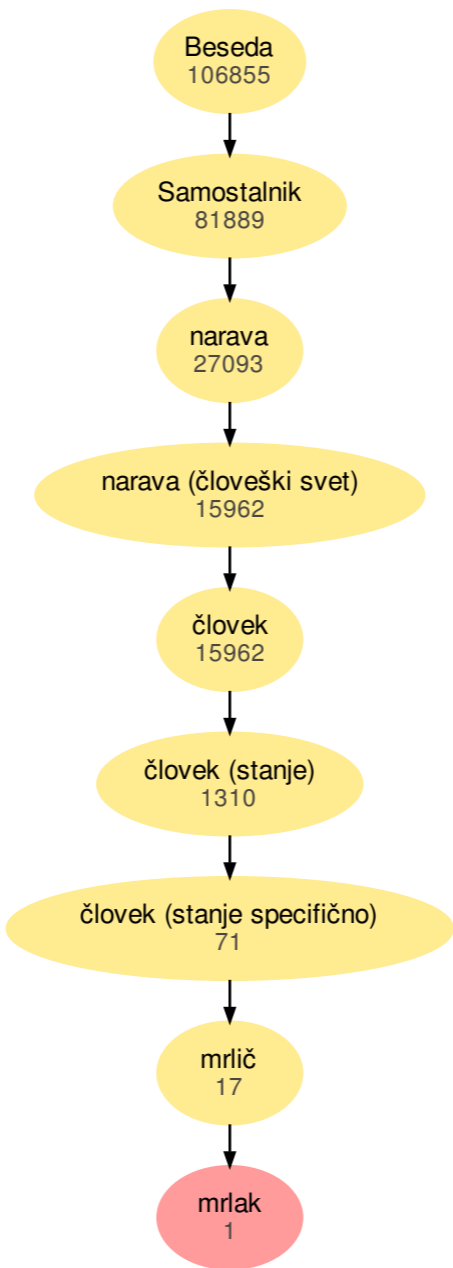 Beseda
106855
Samostalnik
81889
narava
27093
narava (človeški svet)
15962
človek
15962
človek (stanje)
1310
človek (stanje specifično)
71
mrlič
17
mrlak
1